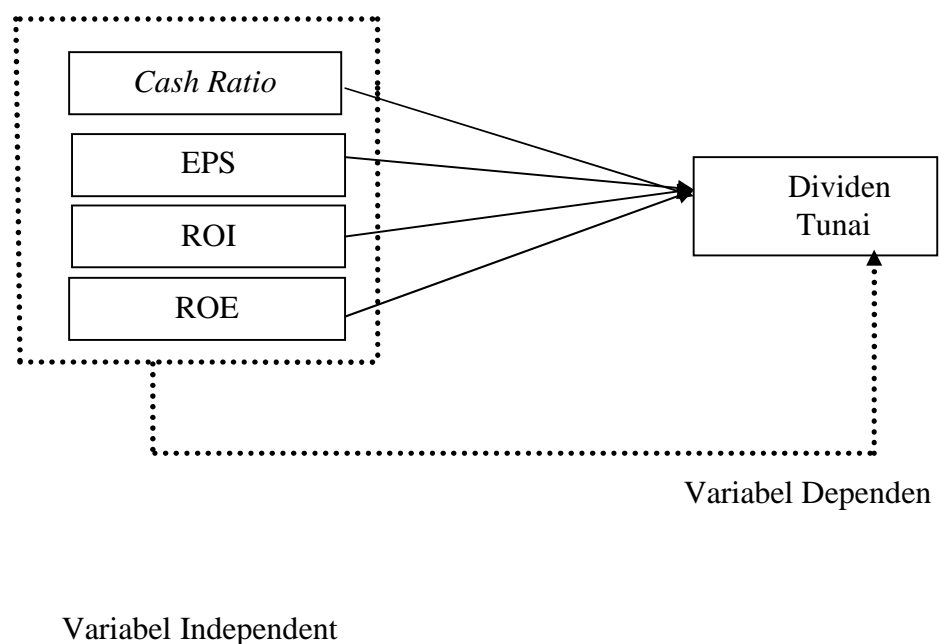 Cash Ratio
EPS
ROI
ROE
Dividen
Tunai
Variabel Dependen
Variabel Independent